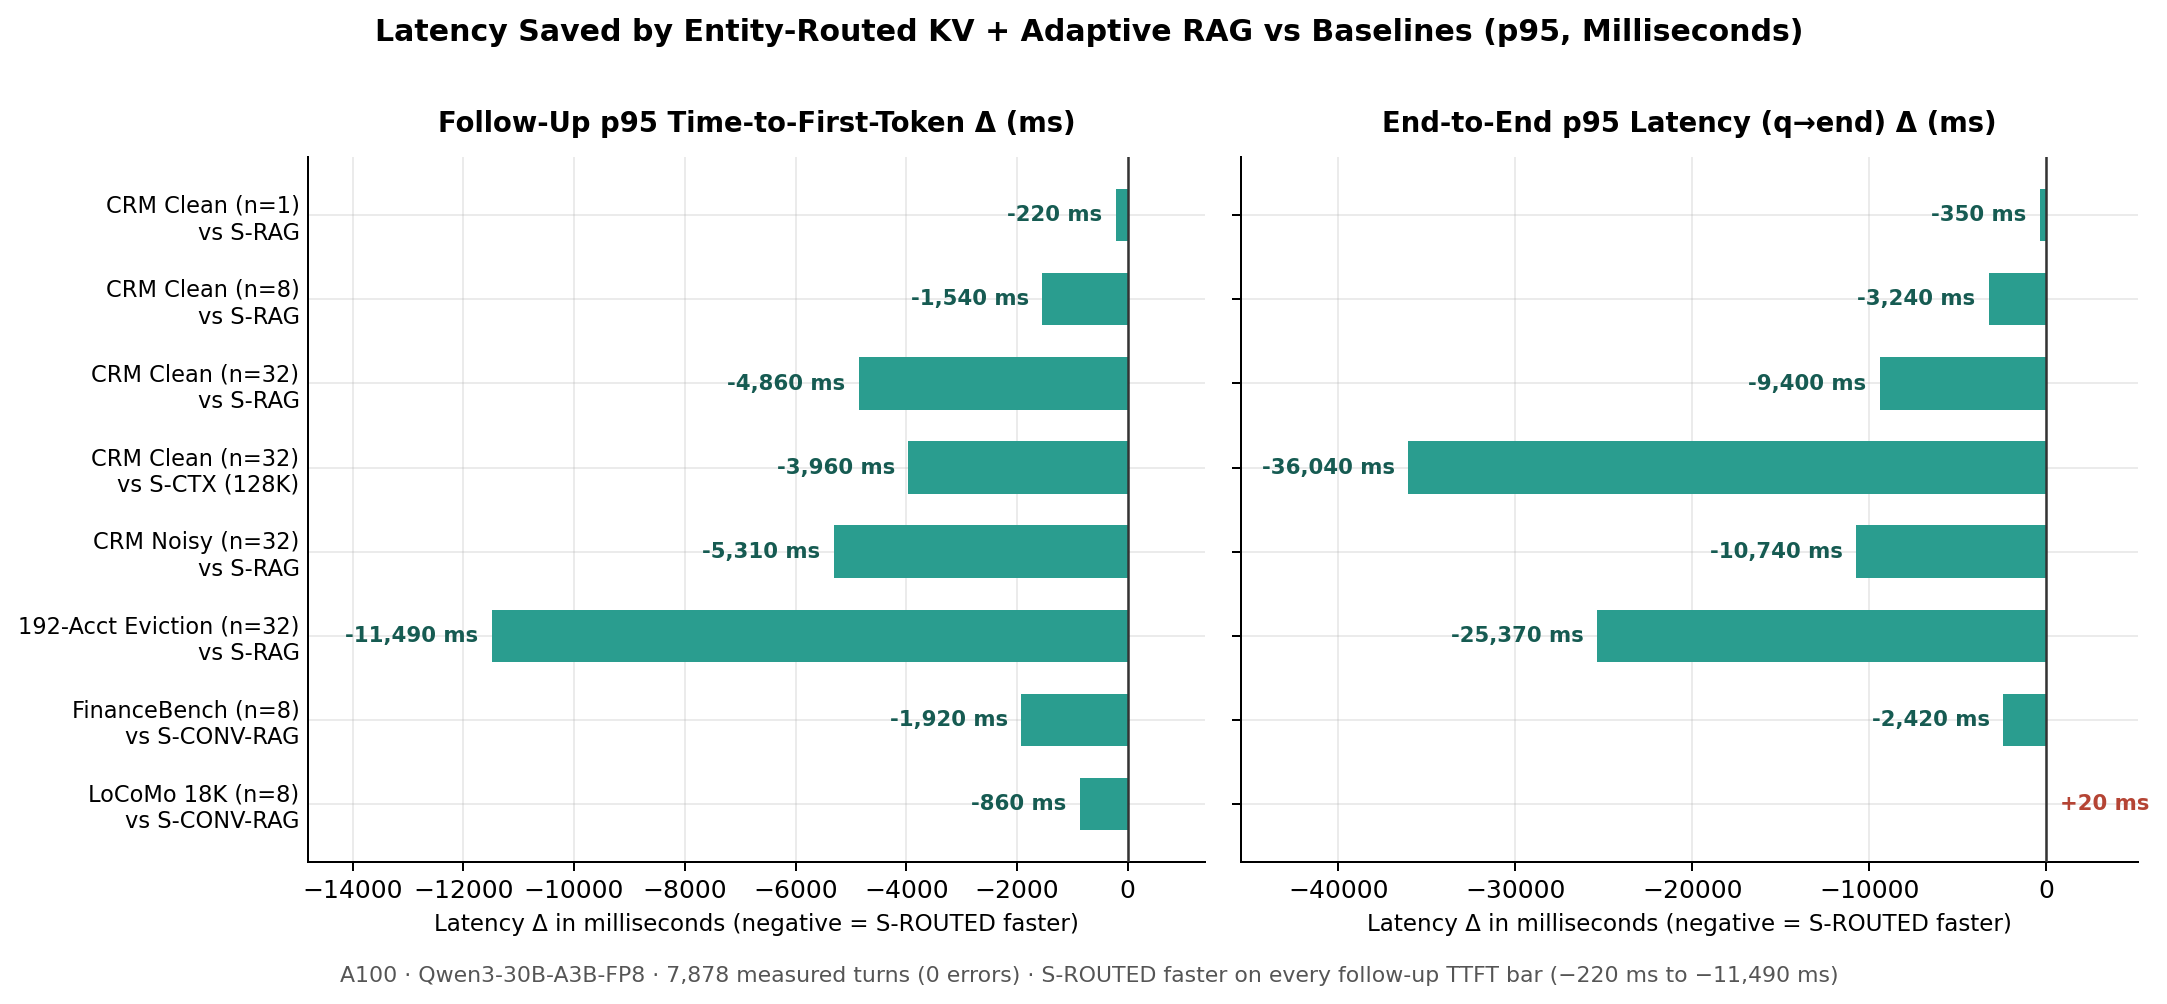 Latency Saved by Entity-Routed KV + Adaptive RAG vs Baselines (p95, Milliseconds)
Follow-Up p95 Time-to-First-Token Δ (ms)
CRM Clean (n=1)
vs S-RAG
-220 ms
CRM Clean (n=8)
vs S-RAG
-1,540 ms
CRM Clean (n=32)
vs S-RAG
-4,860 ms
CRM Clean (n=32)
vs S-CTX (128K)
-3,960 ms
CRM Noisy (n=32)
vs S-RAG
-5,310 ms
192-Acct Eviction (n=32)
vs S-RAG
-11,490 ms
FinanceBench (n=8)
vs S-CONV-RAG
-1,920 ms
LoCoMo 18K (n=8)
vs S-CONV-RAG
-860 ms
−14000 −12000 −10000 −8000 −6000 −4000 −2000 0
Latency Δ in milliseconds (negative = S-ROUTED faster)
End-to-End p95 Latency (q→end) Δ (ms)
-350 ms
-3,240 ms
-9,400 ms
-36,040 ms
-10,740 ms
-25,370 ms
-2,420 ms
+20 ms
−40000 −30000 −20000 −10000 0
Latency Δ in milliseconds (negative = S-ROUTED faster)
A100 · Qwen3-30B-A3B-FP8 · 7,878 measured turns (0 errors) · S-ROUTED faster on every follow-up TTFT bar (−220 ms to −11,490 ms)